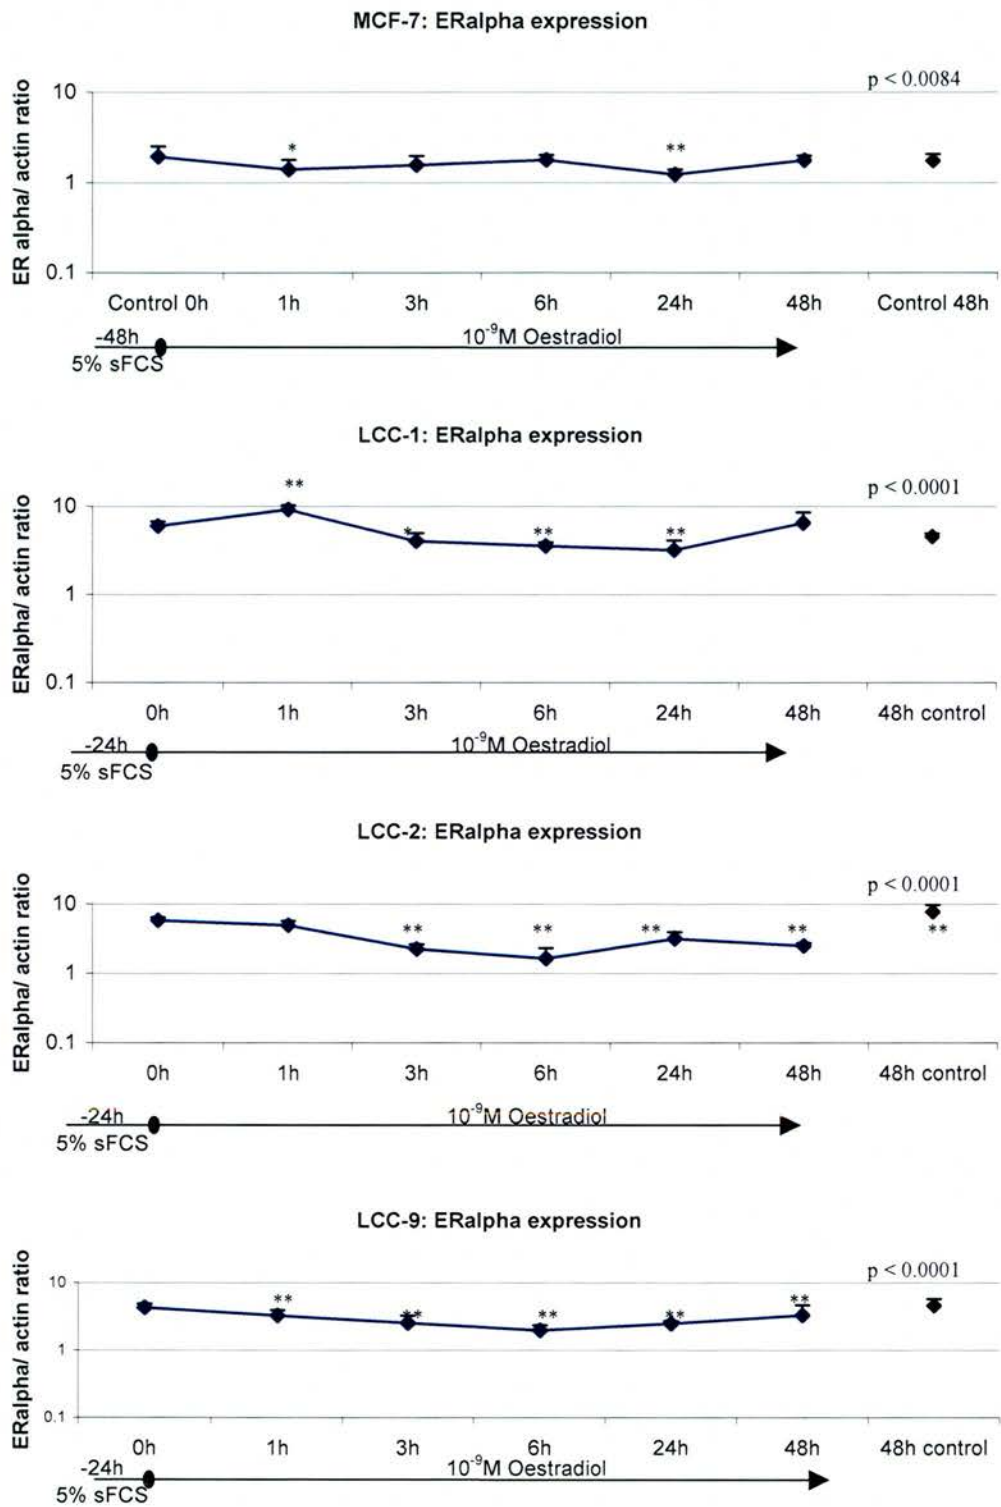 MCF-7: ERalpha expression
p < 0.0084
ER alpha/ actin ratio
10
*
**
1
0.1
Control 0h 1h 3h 6h 24h 48h Control 48h
-48h
10⁻⁹M Oestradiol
5% sFCS
LCC-1: ERalpha expression
p < 0.0001
ERalpha/ actin ratio
**
10
* ** **
1
0.1
0h 1h 3h 6h 24h 48h 48h control
-24h
10⁻⁹M Oestradiol
5% sFCS
LCC-2: ERalpha expression
p < 0.0001
ERalpha/ actin ratio
10
** ** ** ** **
1
0.1
0h 1h 3h 6h 24h 48h 48h control
-24h
10⁻⁹M Oestradiol
5% sFCS
LCC-9: ERalpha expression
p < 0.0001
ERalpha/ actin ratio
10
** ** ** ** **
1
0.1
0h 1h 3h 6h 24h 48h 48h control
-24h
10⁻⁹M Oestradiol
5% sFCS